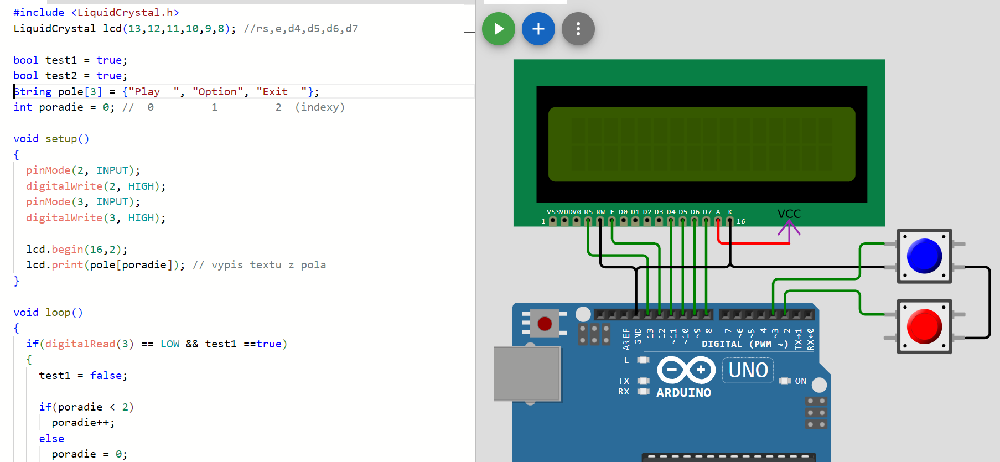 #include <LiquidCrystal.h>
LiquidCrystal lcd(13,12,11,10,9,8); //rs,e,d4,d5,d6,d7
bool test1 = true;
bool test2 = true;
String pole[3] = {"Play  ", "Option", "Exit  "};
int poradie = 0; //  0         1         2  (indexy)
void setup()
{
  pinMode(2, INPUT);
  digitalWrite(2, HIGH);
  pinMode(3, INPUT);
  digitalWrite(3, HIGH);
  lcd.begin(16,2);
  lcd.print(pole[poradie]); // vypis textu z pola
}
void loop()
{
  if(digitalRead(3) == LOW && test1 ==true)
  {
    test1 = false;
    if(poradie < 2)
      poradie++;
    else
      poradie = 0;
VSS VDD V0 RS RW E D0 D1 D2 D3 D4 D5 D6 D7 A K
1
16
VCC
AREF
GND
13
12
~11
~10
~9
8
7
~6
~5
4
~3
2
TX→1
RX←0
DIGITAL (PWM ~)
L
TX
RX
UNO
ON
ARDUINO